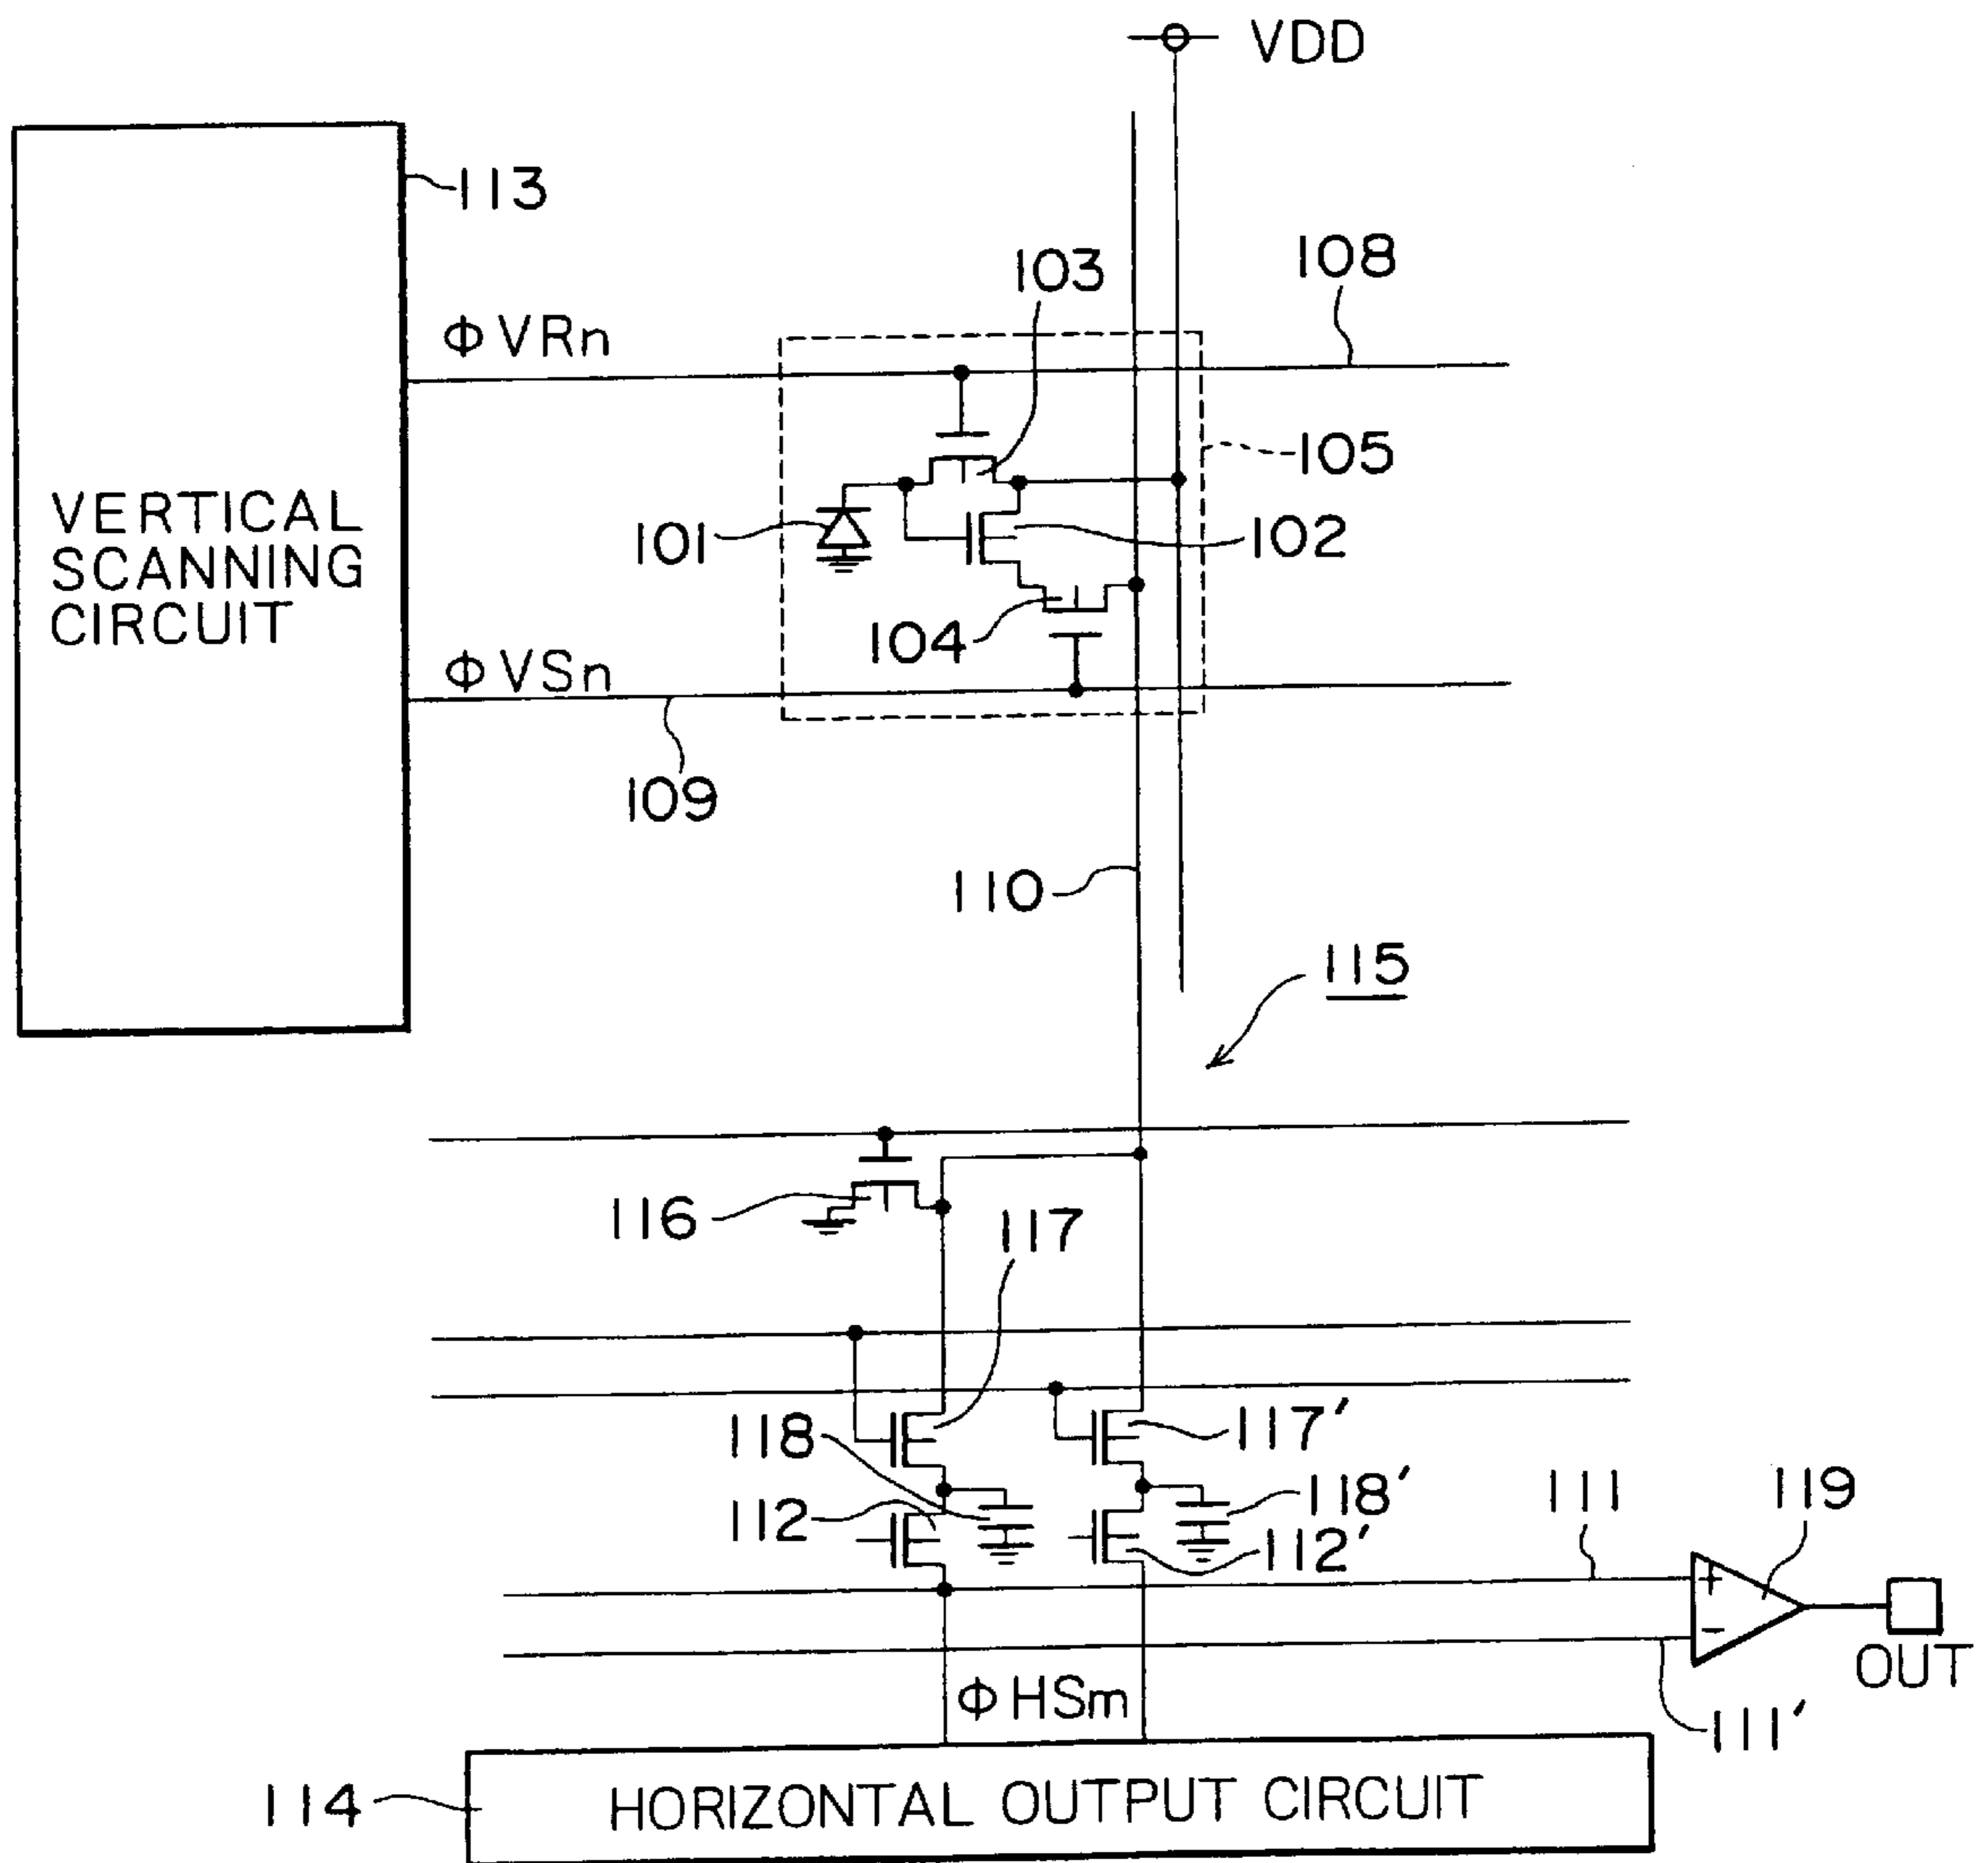 VDD
113
108
103
ΦVRn
105
VERTICAL
SCANNING
CIRCUIT
101
102
104
ΦVSn
109
110
115
116
117
118
117′
112
118′
112′
111
119
+
−
OUT
ΦHSm
111′
114
HORIZONTAL OUTPUT CIRCUIT